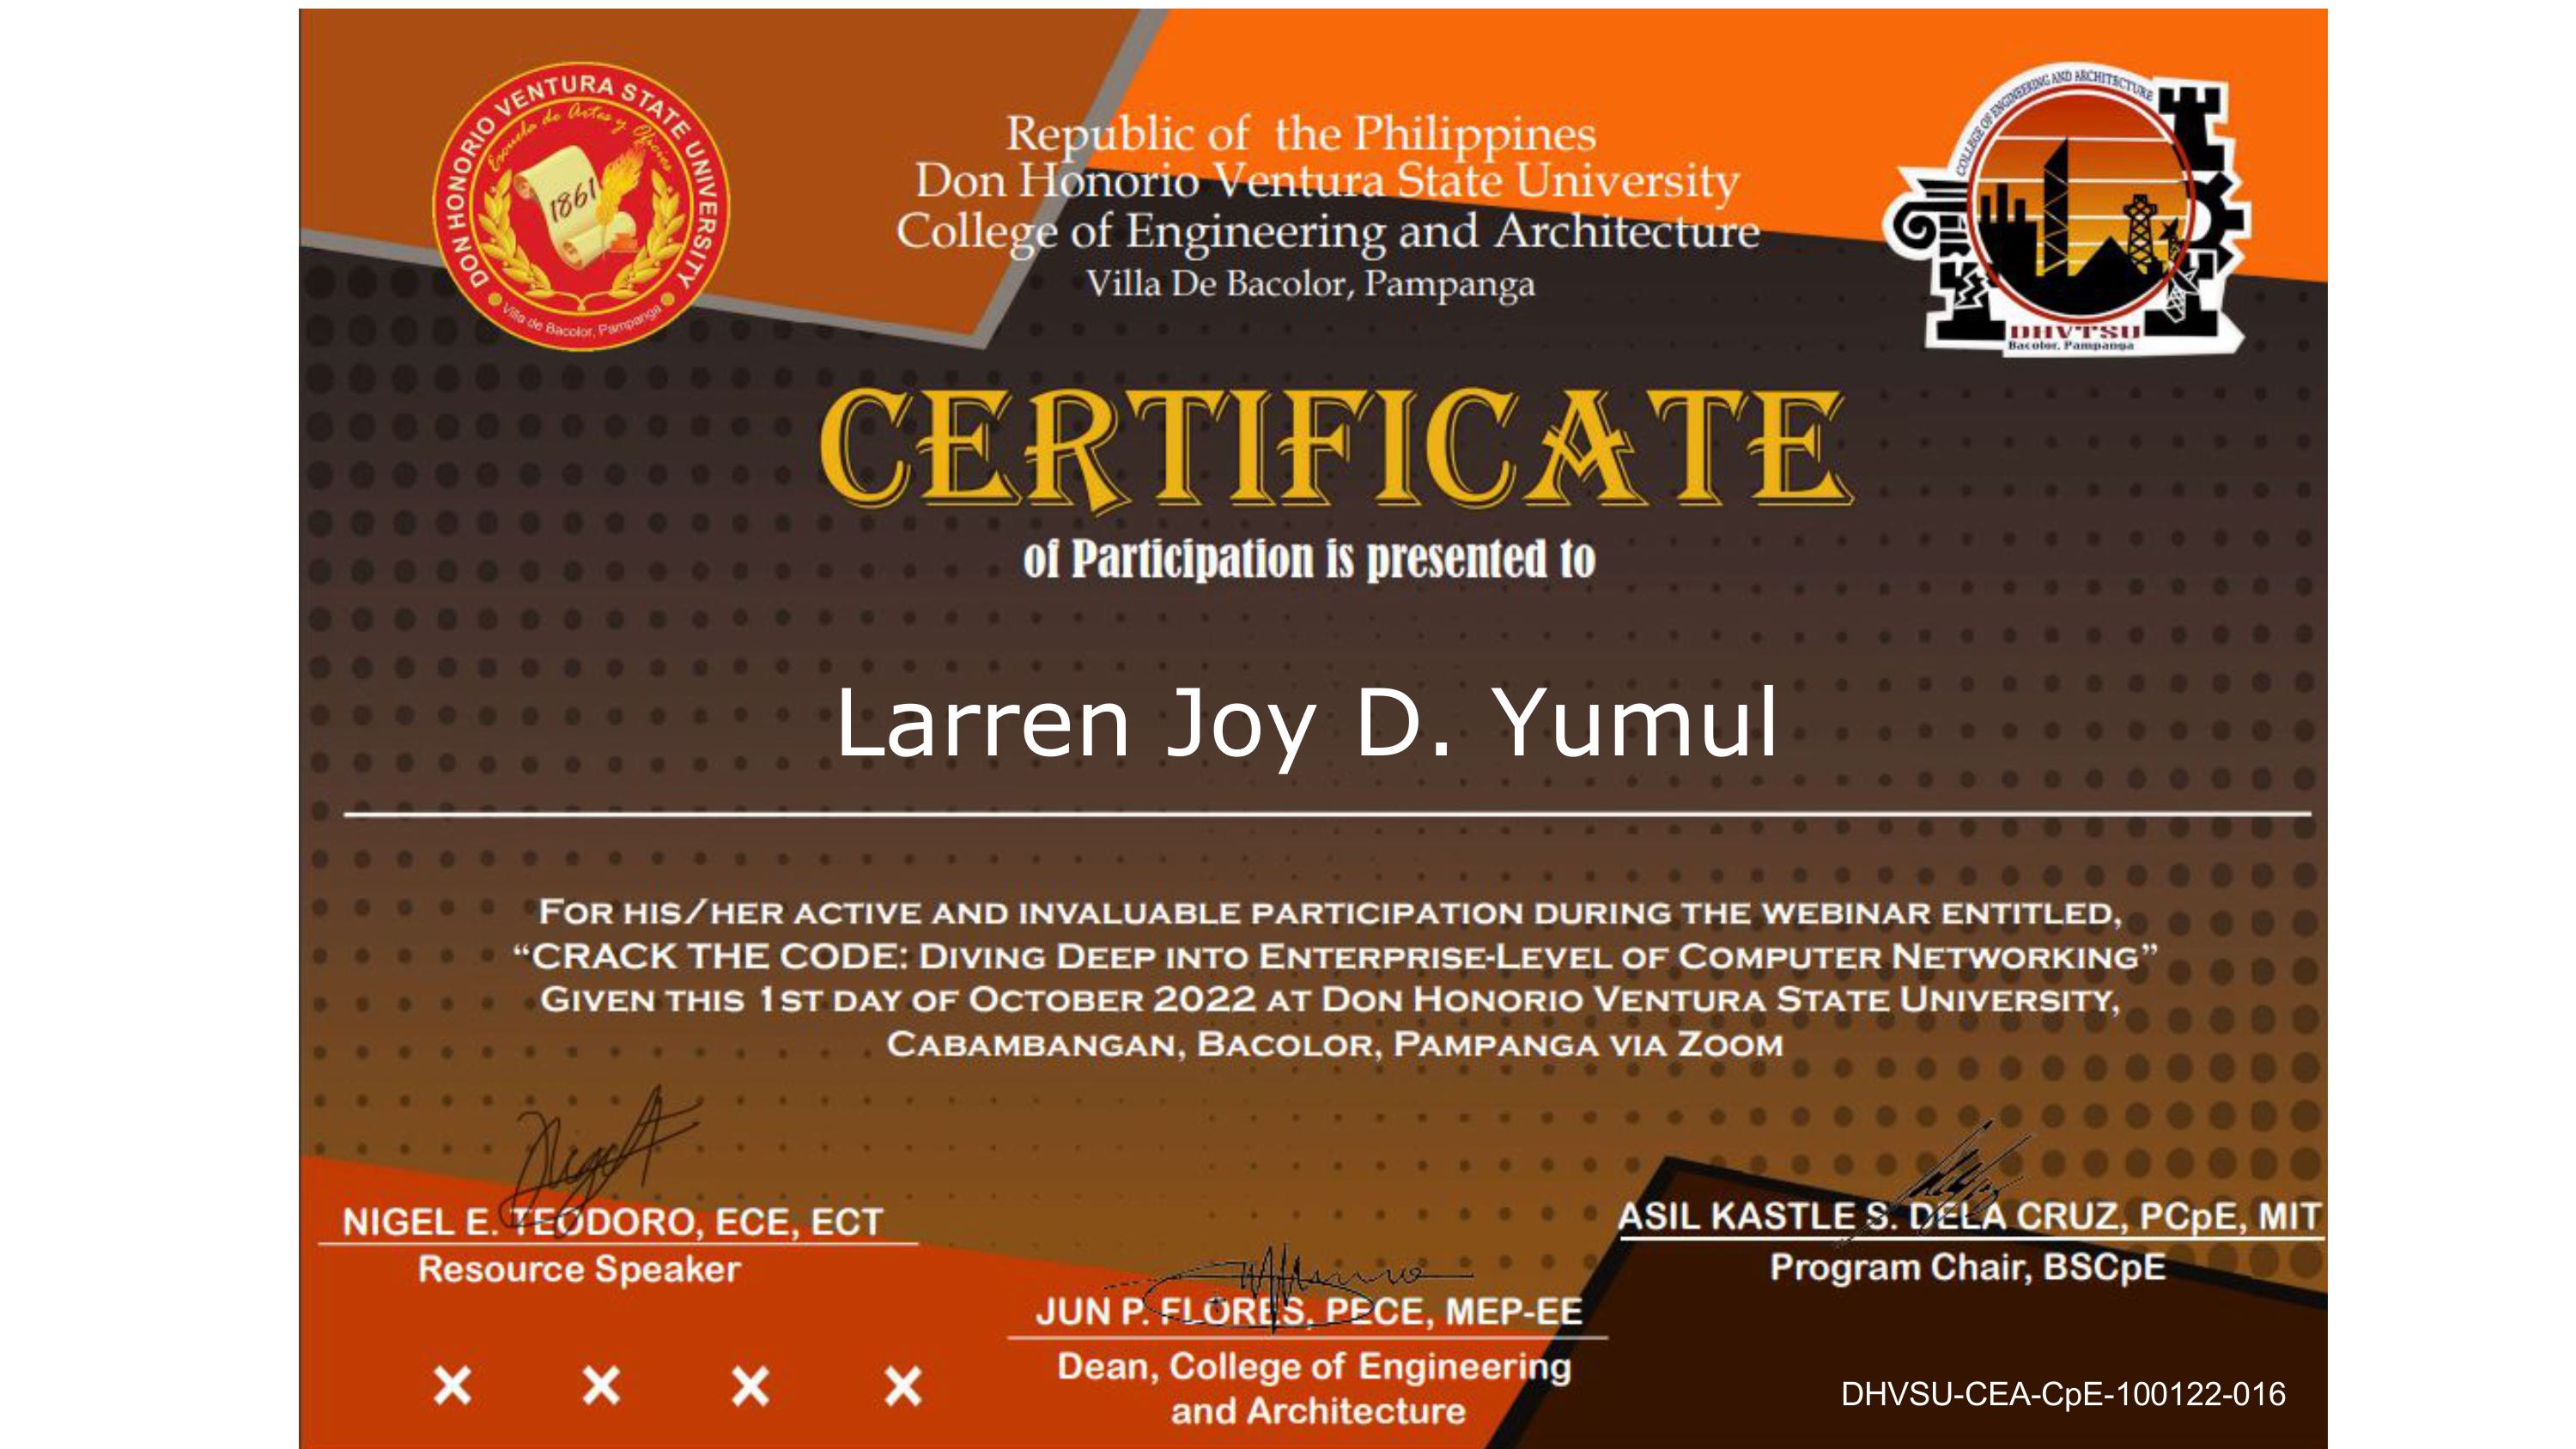 DON HONORIO VENTURA STATE UNIVERSITY
Escuela de Artes y Oficios
1861
Villa de Bacolor, Pampanga
Republic of the Philippines
Don Honorio Ventura State University
College of Engineering and Architecture
Villa De Bacolor, Pampanga
COLLEGE OF ENGINEERING AND ARCHITECTURE
DHVTSU
Bacolor, Pampanga
CERTIFICATE
of Participation is presented to
Larren Joy D. Yumul
FOR HIS/HER ACTIVE AND INVALUABLE PARTICIPATION DURING THE WEBINAR ENTITLED,
“CRACK THE CODE: DIVING DEEP INTO ENTERPRISE-LEVEL OF COMPUTER NETWORKING”
GIVEN THIS 1ST DAY OF OCTOBER 2022 AT DON HONORIO VENTURA STATE UNIVERSITY,
CABAMBANGAN, BACOLOR, PAMPANGA VIA ZOOM
NIGEL E. TEODORO, ECE, ECT
Resource Speaker
JUN P. FLORES, PECE, MEP-EE
Dean, College of Engineering
and Architecture
ASIL KASTLE S. DELA CRUZ, PCpE, MIT
Program Chair, BSCpE
DHVSU-CEA-CpE-100122-016